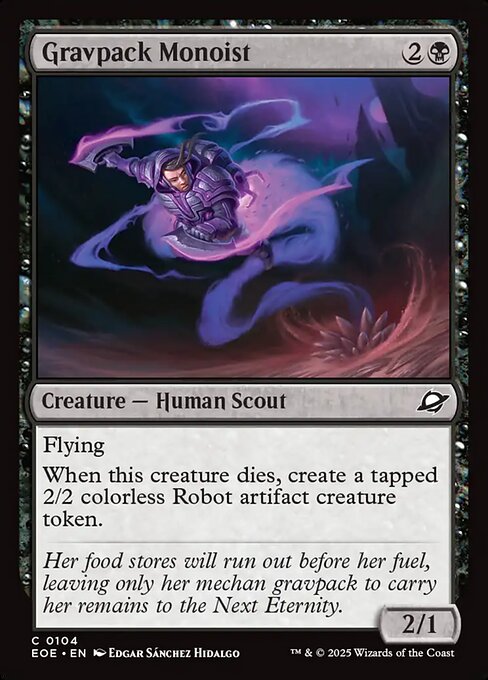 Gravpack Monoist 2
Creature — Human Scout
Flying
When this creature dies, create a tapped
2/2 colorless Robot artifact creature
token.
Her food stores will run out before her fuel,
leaving only her mechan gravpack to carry
her remains to the Next Eternity.
2/1
C 0104
EOE • EN Edgar Sánchez Hidalgo
™ & © 2025 Wizards of the Coast